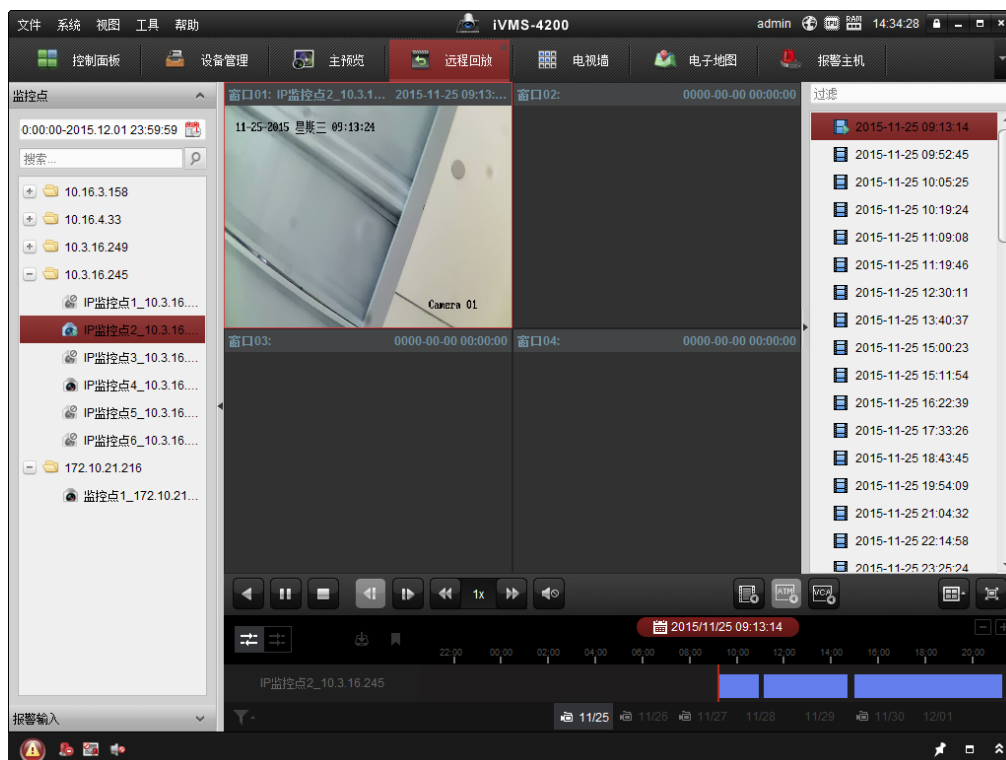 文件 系统 视图 工具 帮助 iVMS-4200 admin 14:34:28
控制面板 设备管理 主预览 远程回放 电视墙 电子地图 报警主机
监控点
0:00:00-2015.12.01 23:59:59
搜索...
10.16.3.158
10.16.4.33
10.3.16.249
10.3.16.245
IP监控点1_10.3.16....
IP监控点2_10.3.16....
IP监控点3_10.3.16....
IP监控点4_10.3.16....
IP监控点5_10.3.16....
IP监控点6_10.3.16....
172.10.21.216
监控点1_172.10.21...
报警输入
窗口01: IP监控点2_10.3.1... 2015-11-25 09:13:...
11-25-2015 星期三 09:13:24
Camera 01
窗口02: 0000-00-00 00:00:00
窗口03: 0000-00-00 00:00:00
窗口04: 0000-00-00 00:00:00
过滤
2015-11-25 09:13:14
2015-11-25 09:52:45
2015-11-25 10:05:25
2015-11-25 10:19:24
2015-11-25 11:09:08
2015-11-25 11:19:46
2015-11-25 12:30:11
2015-11-25 13:40:37
2015-11-25 15:00:23
2015-11-25 15:11:54
2015-11-25 16:22:39
2015-11-25 17:33:26
2015-11-25 18:43:45
2015-11-25 19:54:09
2015-11-25 21:04:32
2015-11-25 22:14:58
2015-11-25 23:25:24
1x ATM VCA
2015/11/25 09:13:14
22:00 00:00 02:00 04:00 06:00 08:00 10:00 12:00 14:00 16:00 18:00 20:00
IP监控点2_10.3.16.245
11/25 11/26 11/27 11/28 11/29 11/30 12/01